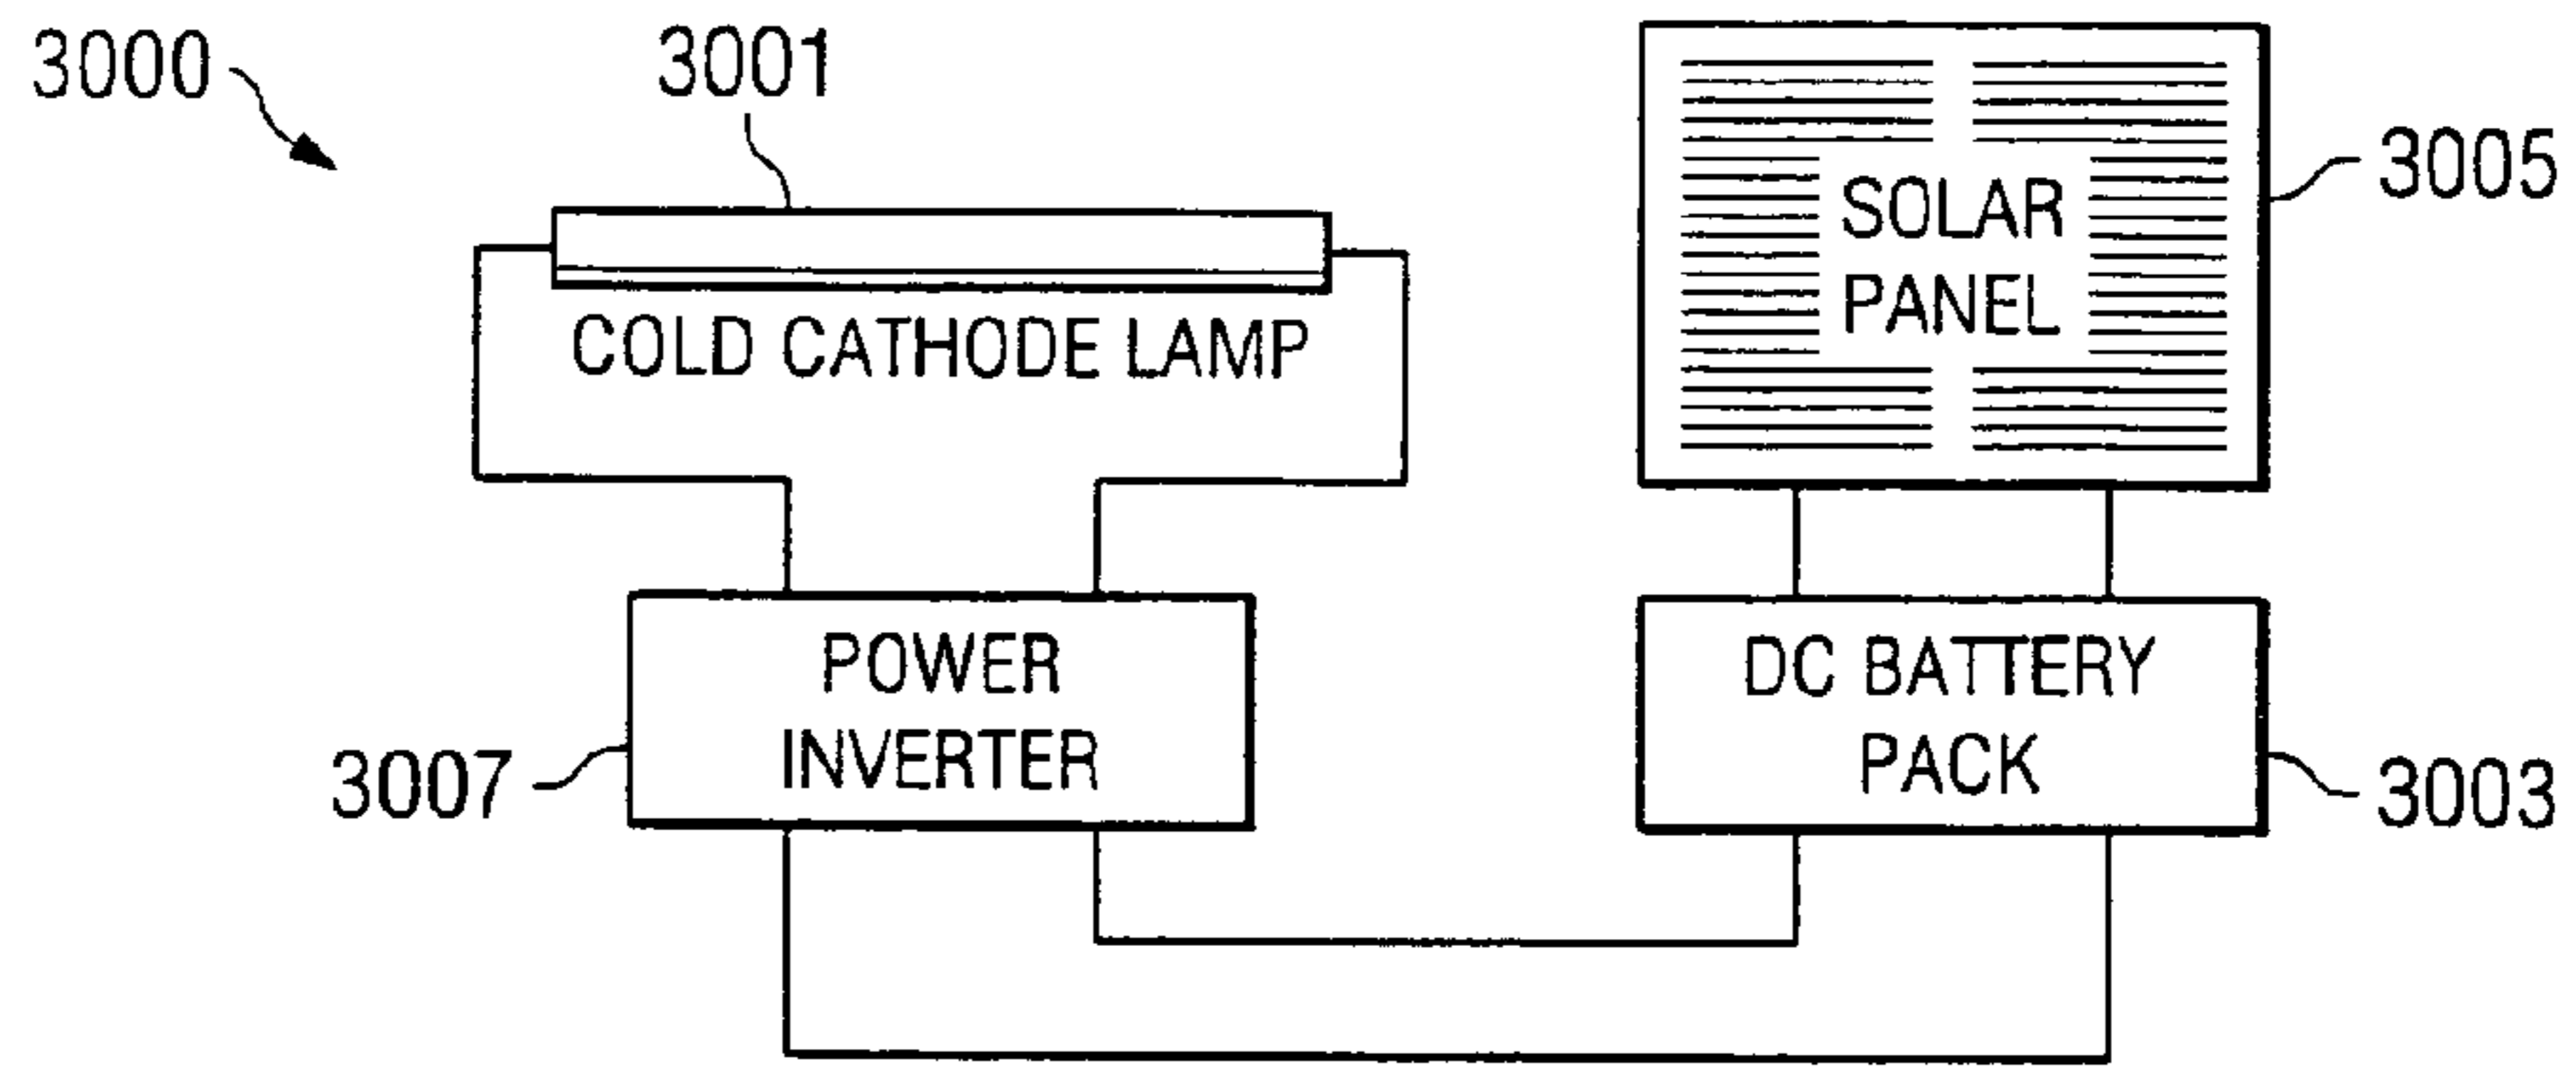 3000
3001
COLD CATHODE LAMP
SOLAR
PANEL
3005
POWER
INVERTER
3007
DC BATTERY
PACK
3003